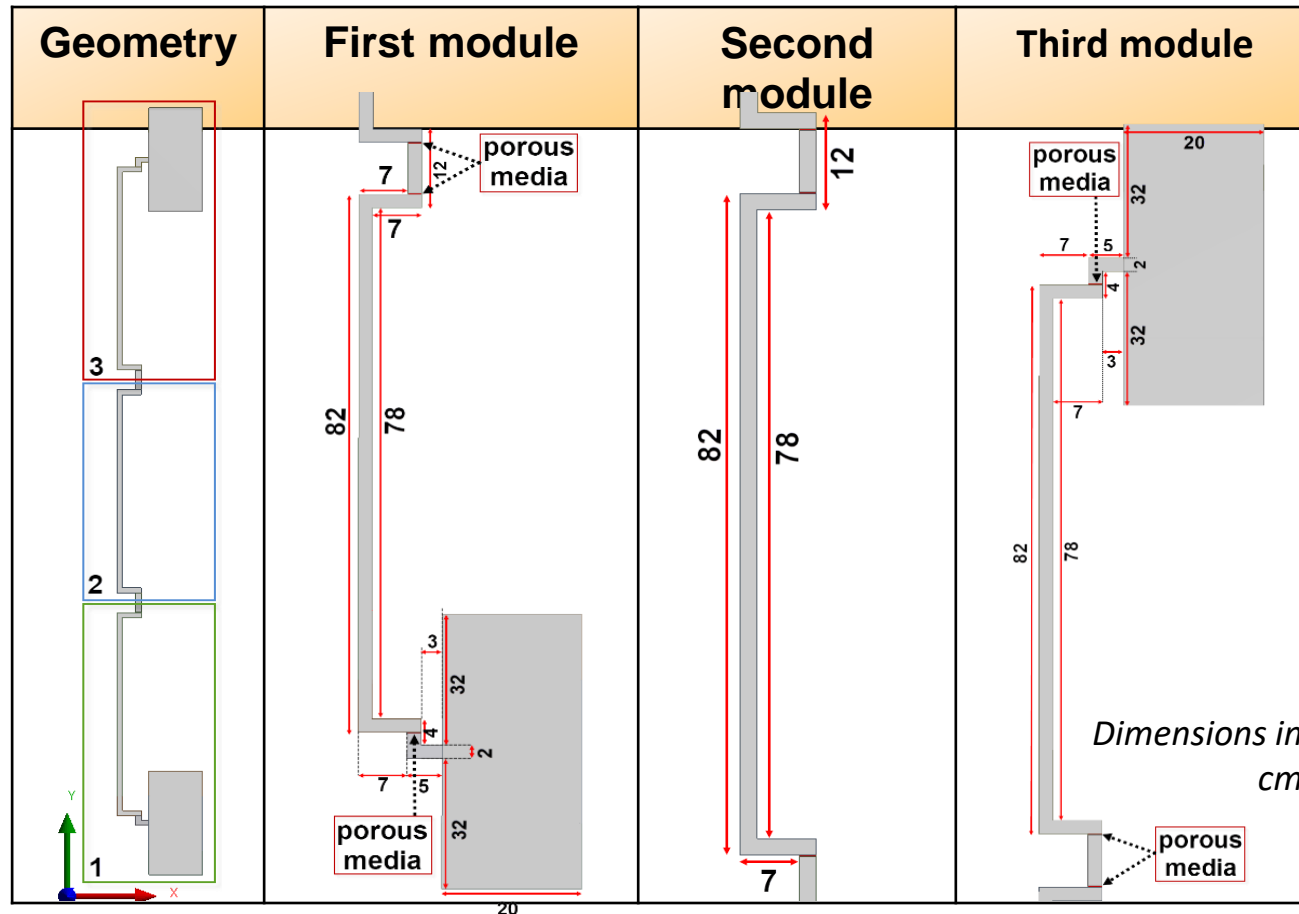 Geometry
First module
Second
module
Third module
3
2
1
Y
X
porous
media
12
7
7
82
78
3
32
4
2
7
5
32
porous
media
20
12
82
78
7
20
porous
media
32
7
5
2
4
32
3
7
82
78
Dimensions in
cm
porous
media